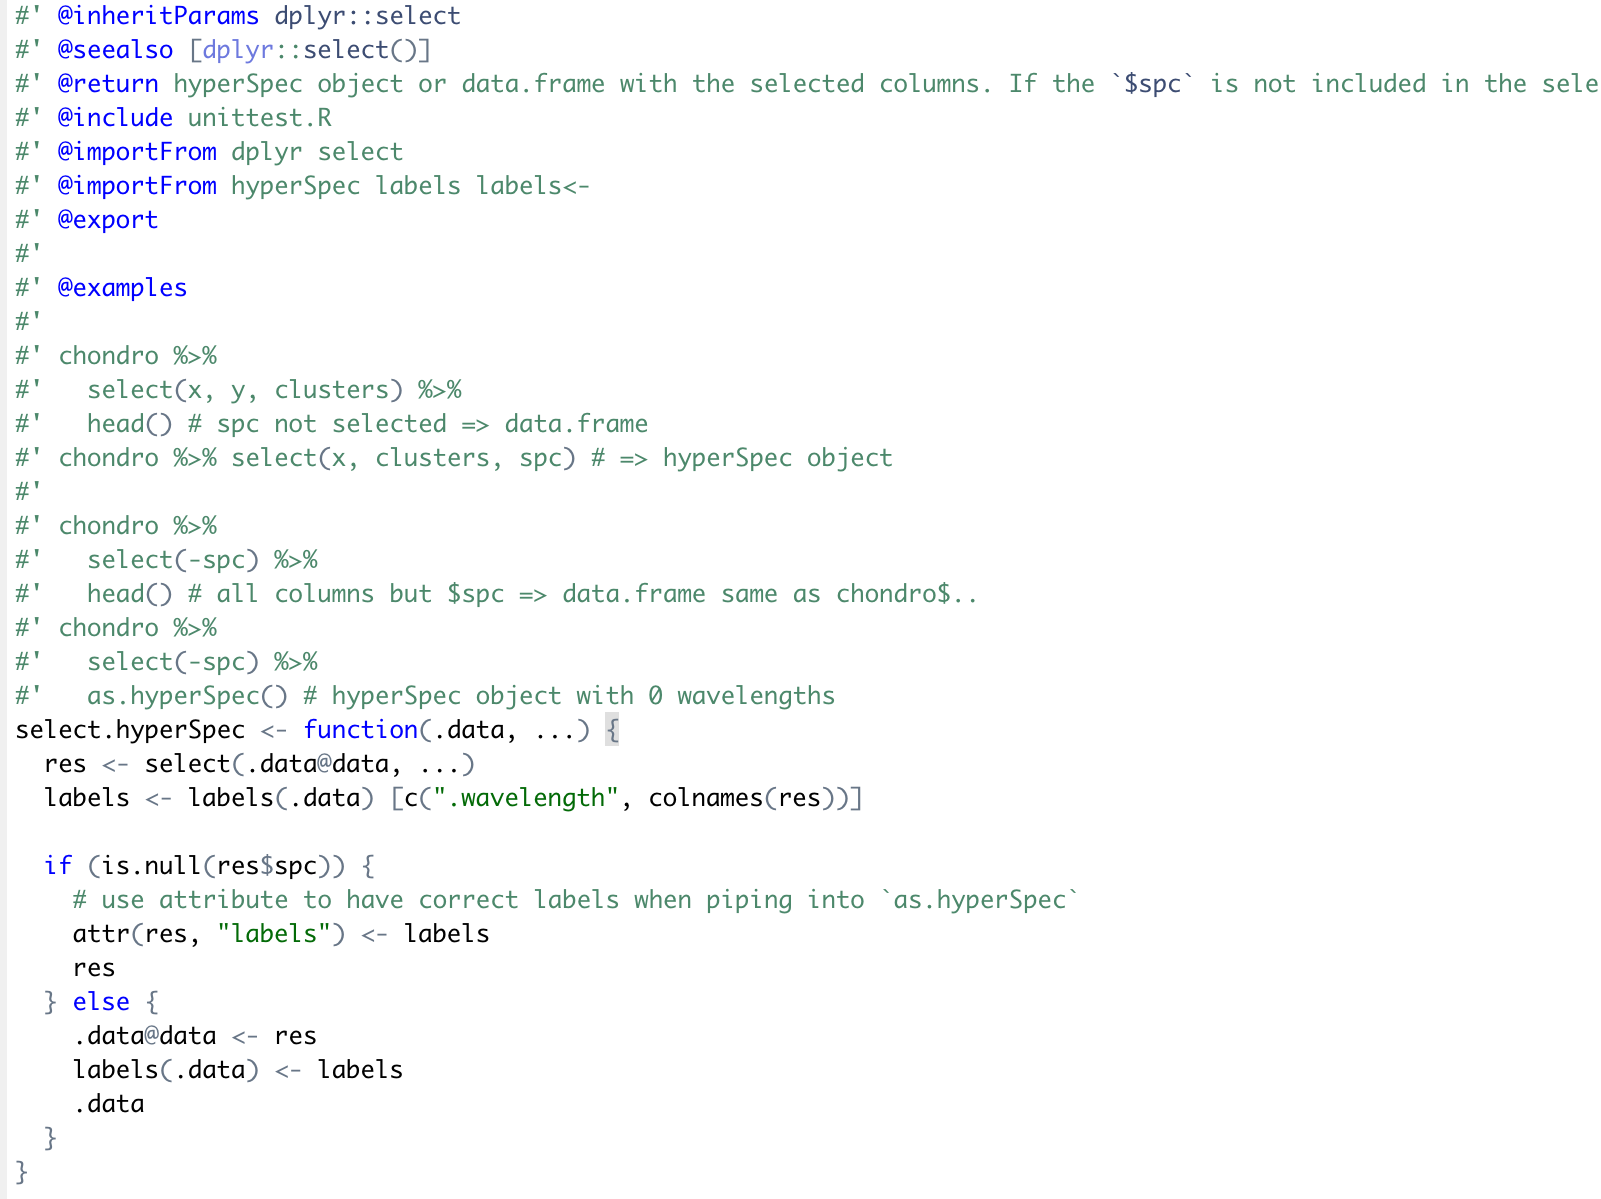 #' @inheritParams dplyr::select
#' @seealso [dplyr::select()]
#' @return hyperSpec object or data.frame with the selected columns. If the `$spc` is not included in the sele
#' @include unittest.R
#' @importFrom dplyr select
#' @importFrom hyperSpec labels labels<-
#' @export
#'
#' @examples
#'
#' chondro %>%
#'   select(x, y, clusters) %>%
#'   head() # spc not selected => data.frame
#' chondro %>% select(x, clusters, spc) # => hyperSpec object
#'
#' chondro %>%
#'   select(-spc) %>%
#'   head() # all columns but $spc => data.frame same as chondro$..
#' chondro %>%
#'   select(-spc) %>%
#'   as.hyperSpec() # hyperSpec object with 0 wavelengths
select.hyperSpec <- function(.data, ...) {
  res <- select(.data@data, ...)
  labels <- labels(.data) [c(".wavelength", colnames(res))]

  if (is.null(res$spc)) {
    # use attribute to have correct labels when piping into `as.hyperSpec`
    attr(res, "labels") <- labels
    res
  } else {
    .data@data <- res
    labels(.data) <- labels
    .data
  }
}